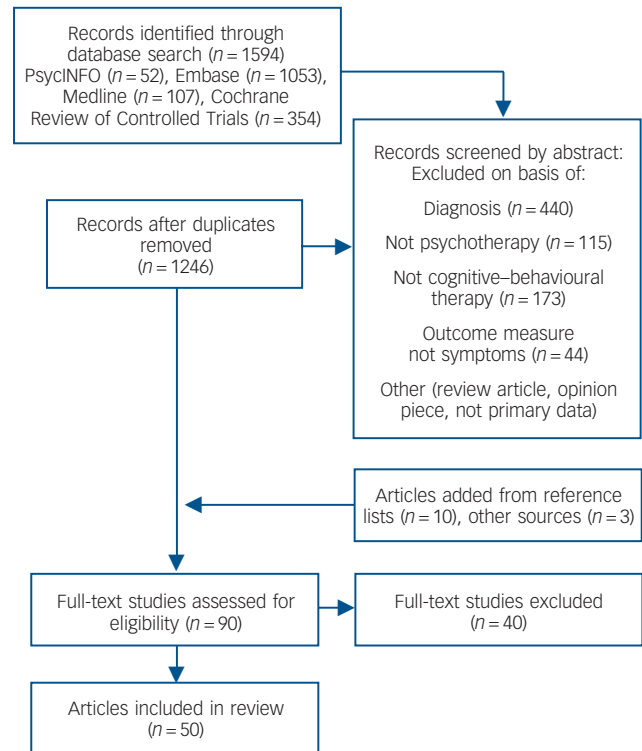 Records identified through
database search (n = 1594)
PsycINFO (n = 52), Embase (n = 1053),
Medline (n = 107), Cochrane
Review of Controlled Trials (n = 354)
Records screened by abstract:
Excluded on basis of:
Diagnosis (n = 440)
Not psychotherapy (n = 115)
Not cognitive–behavioural
therapy (n = 173)
Outcome measure
not symptoms (n = 44)
Other (review article, opinion
piece, not primary data)
Records after duplicates
removed
(n = 1246)
Articles added from reference
lists (n = 10), other sources (n = 3)
Full-text studies assessed for
eligibility (n = 90)
Full-text studies excluded
(n = 40)
Articles included in review
(n = 50)